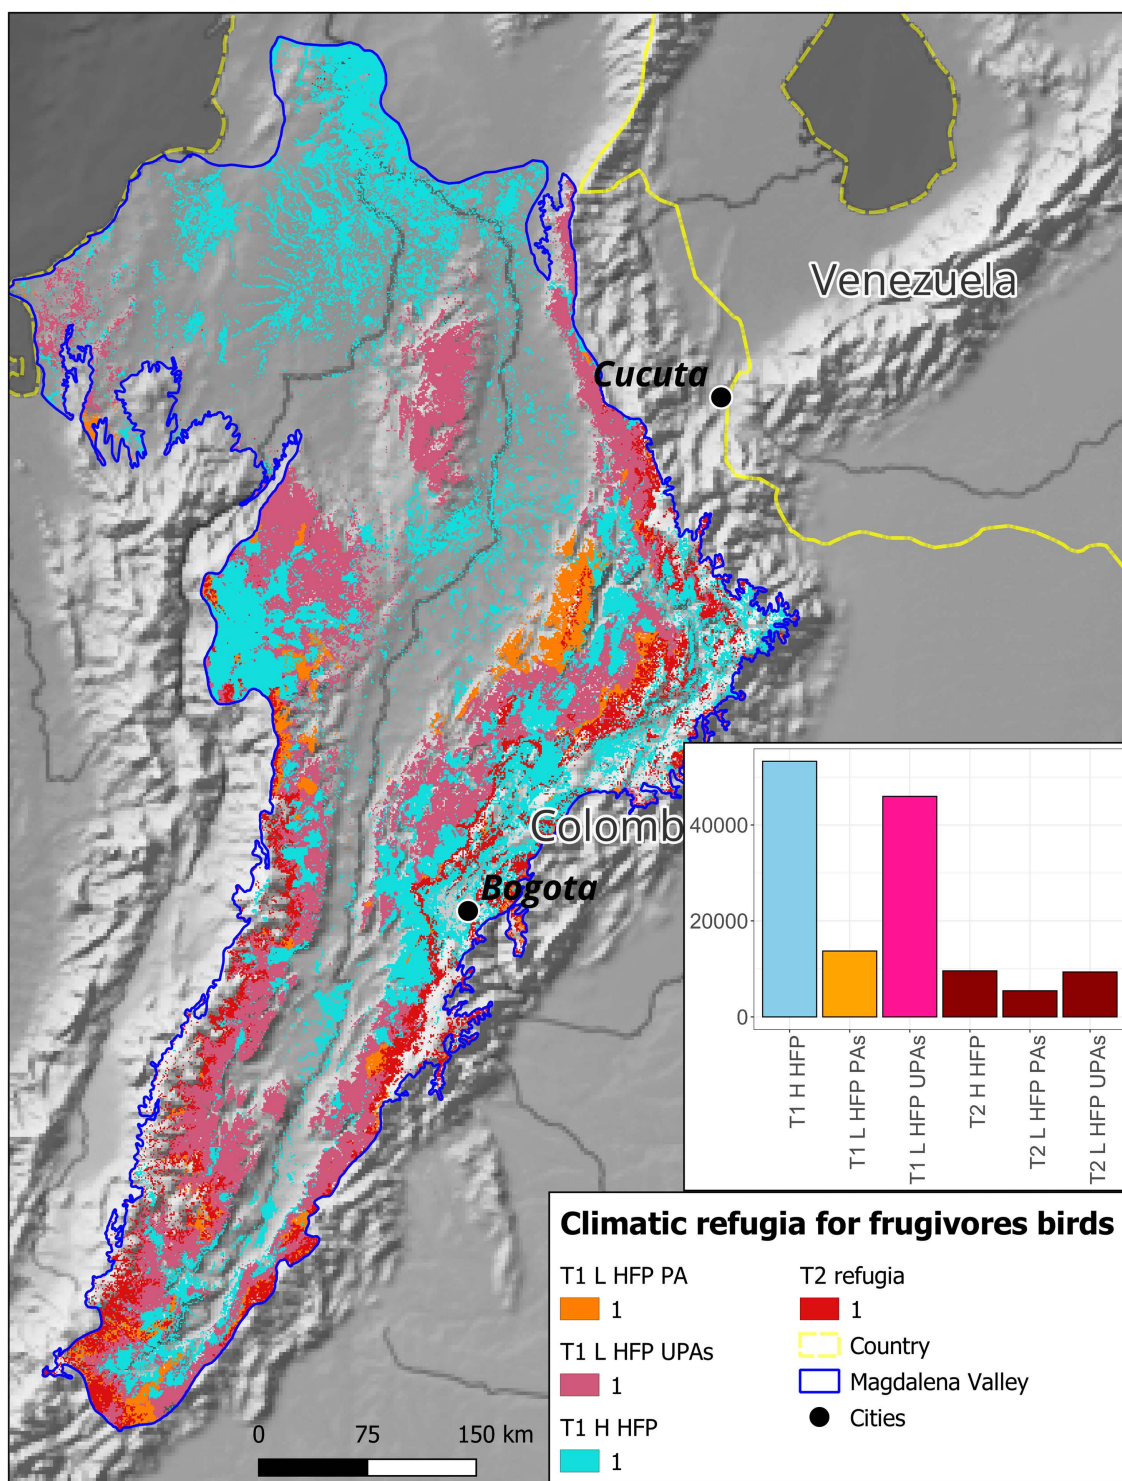 Venezuela
Cucuta
Colomb
Bogota
40000
20000
0
T1 H HFP
T1 L HFP PAs
T1 L HFP UPAs
T2 H HFP
T2 L HFP PAs
T2 L HFP UPAs
Climatic refugia for frugivores birds
T1 L HFP PA
1
T1 L HFP UPAs
1
T1 H HFP
1
T2 refugia
1
Country
Magdalena Valley
Cities
0 75 150 km